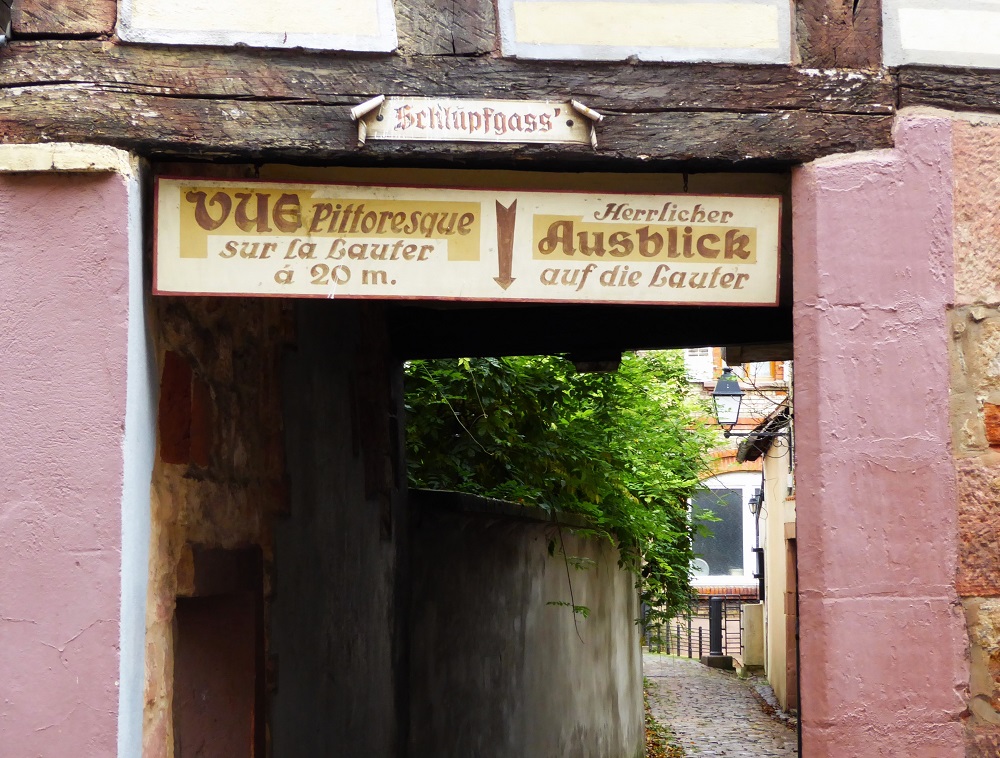 Schlupfgass'
VUE Pittoresque
sur la Lauter
á 20 m.
Herrlicher
Ausblick
auf die Lauter